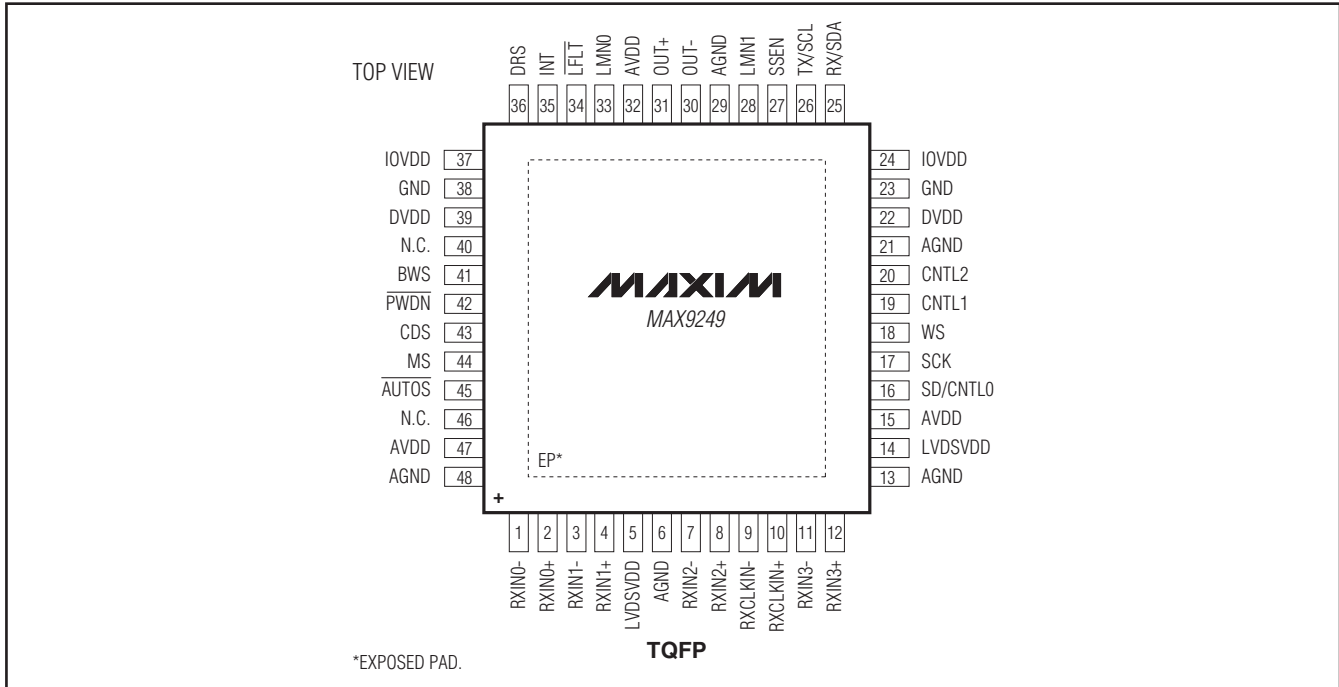 TOP VIEW
DRS
INT
LFLT
LMN0
AVDD
OUT+
OUT-
AGND
LMN1
SSEN
TX/SCL
RX/SDA
36 35 34 33 32 31 30 29 28 27 26 25
IOVDD 37
GND 38
DVDD 39
N.C. 40
BWS 41
PWDN 42
CDS 43
MS 44
AUTOS 45
N.C. 46
AVDD 47
AGND 48
MAXIM
MAX9249
EP*
+
24 IOVDD
23 GND
22 DVDD
21 AGND
20 CNTL2
19 CNTL1
18 WS
17 SCK
16 SD/CNTL0
15 AVDD
14 LVDSVDD
13 AGND
1 2 3 4 5 6 7 8 9 10 11 12
RXIN0-
RXIN0+
RXIN1-
RXIN1+
LVDSVDD
AGND
RXIN2-
RXIN2+
RXCLKIN-
RXCLKIN+
RXIN3-
RXIN3+
TQFP
*EXPOSED PAD.